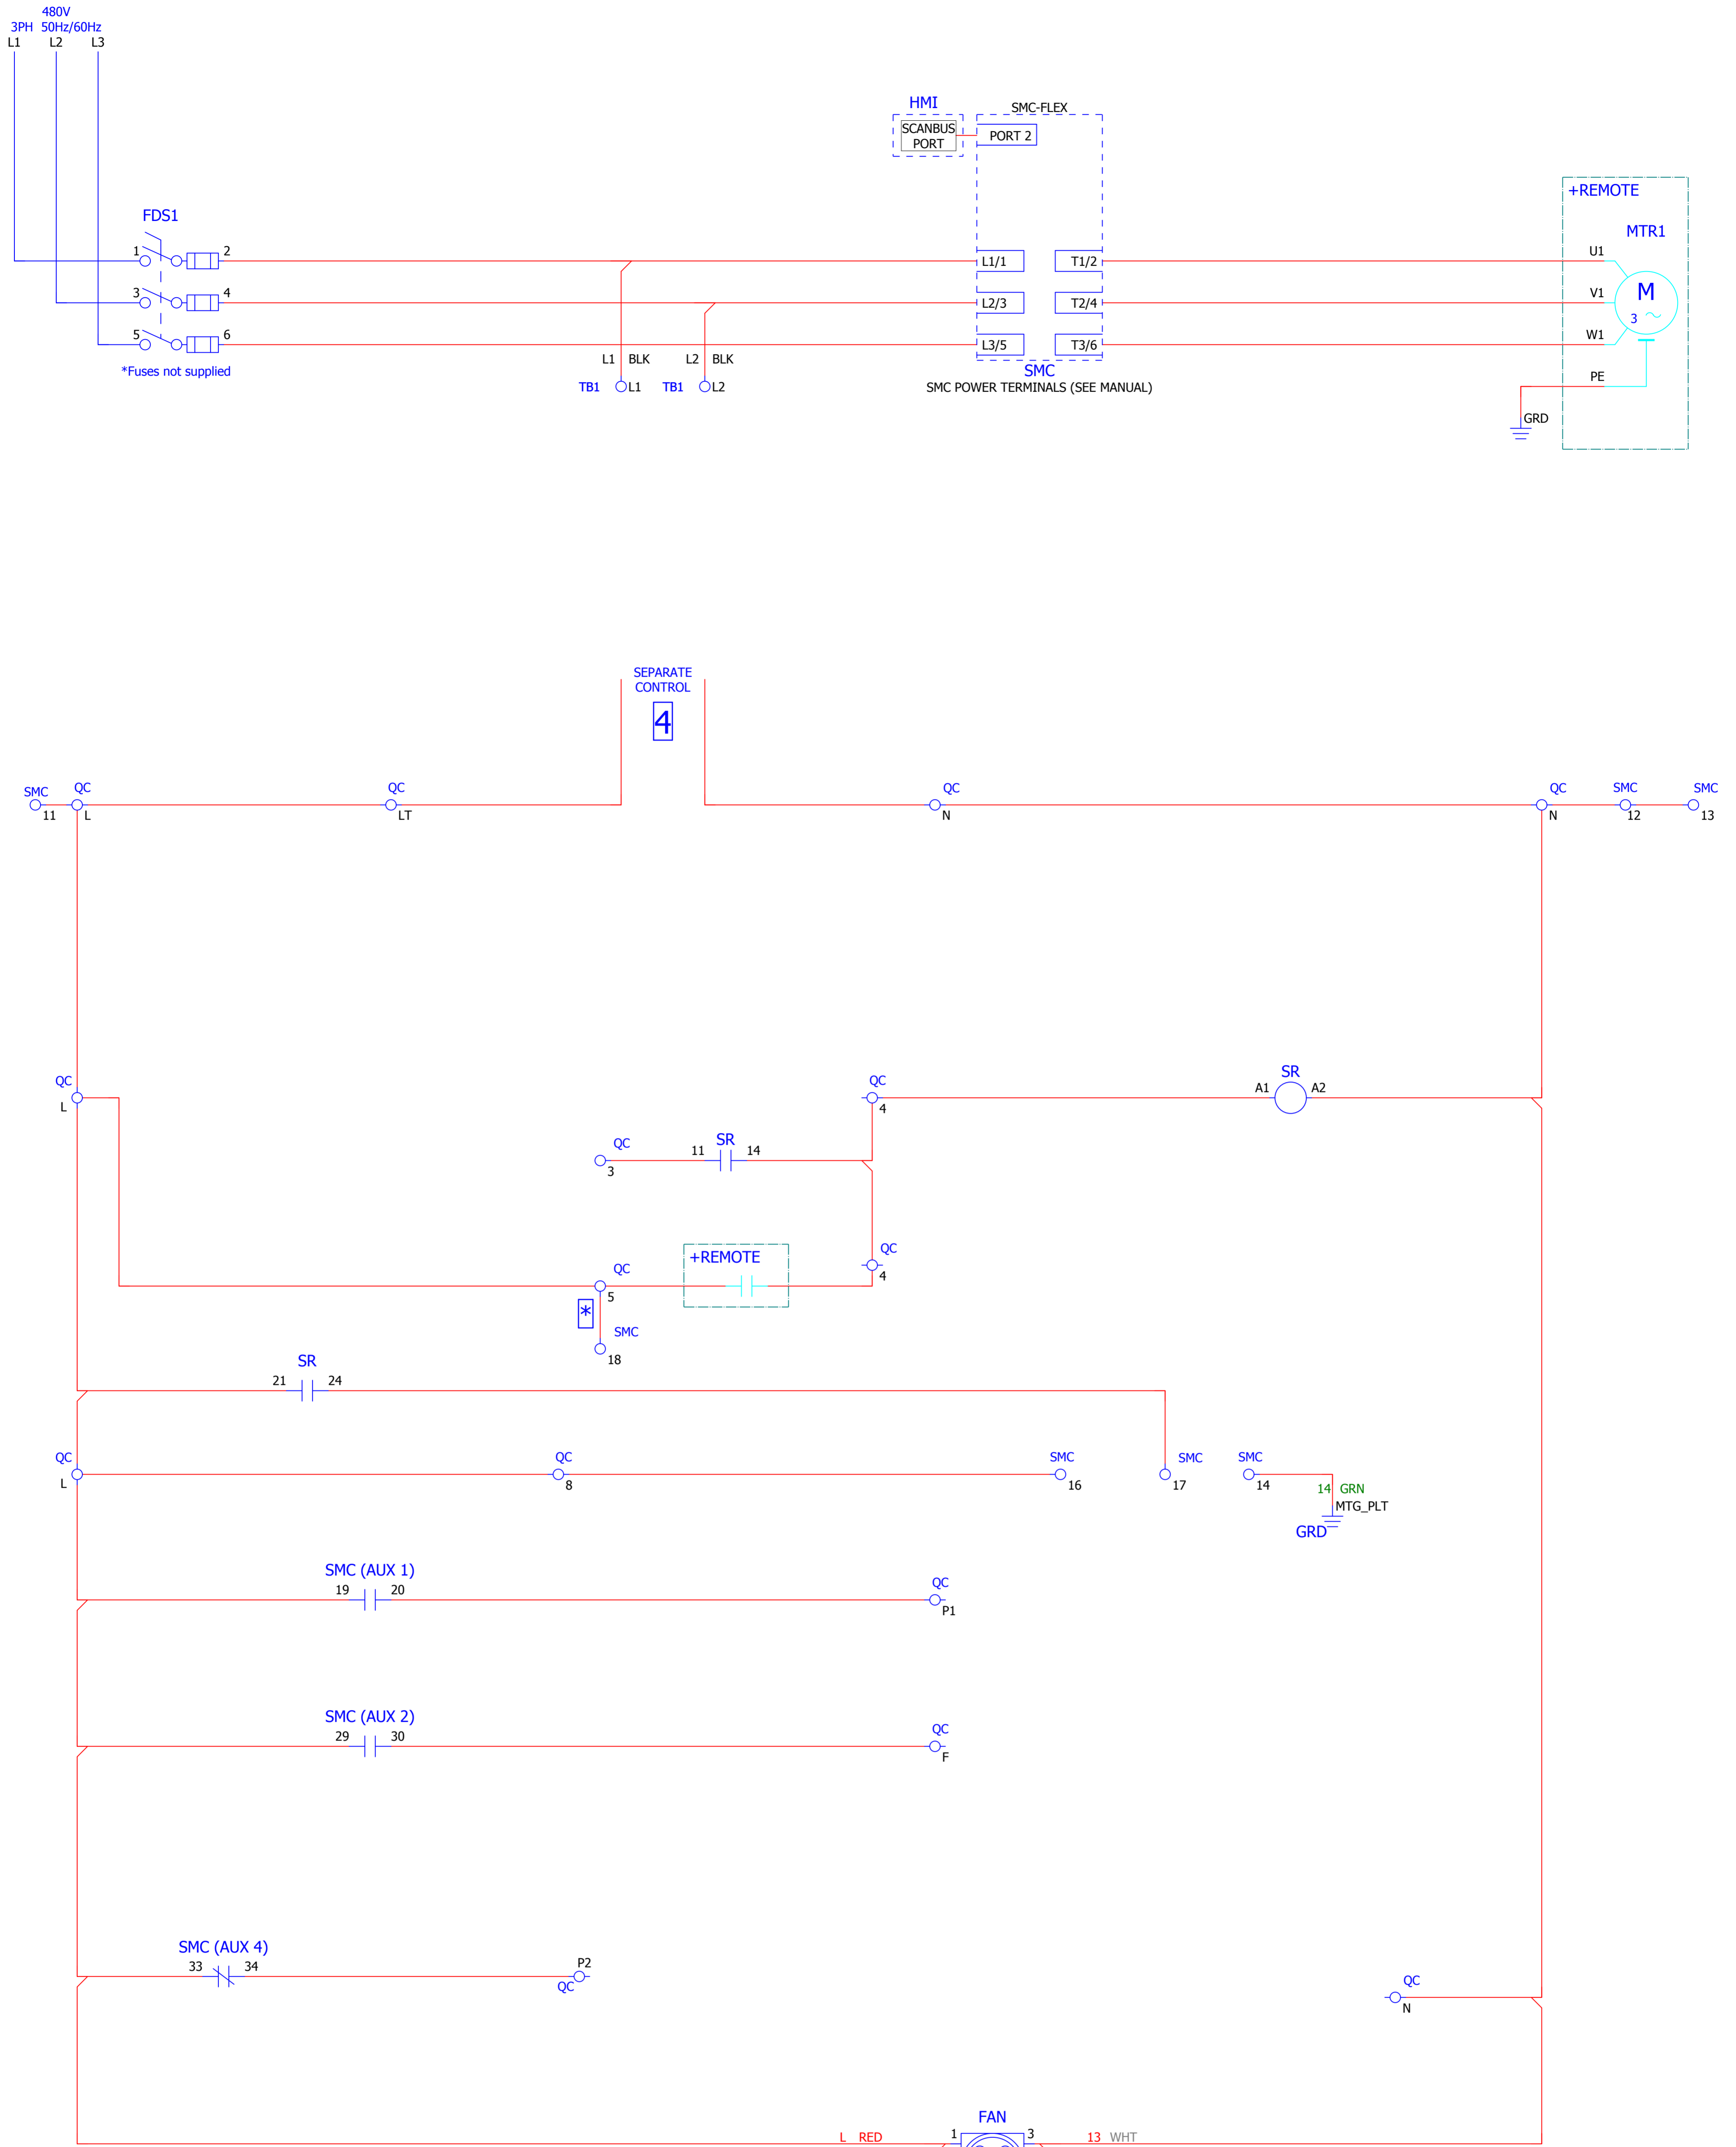 480V
3PH 50Hz/60Hz
L1 L2 L3
HMI
SMC-FLEX
SCANBUS
PORT
PORT 2
+REMOTE
FDS1
MTR1
1 2
L1/1 T1/2
U1
3 4
L2/3 T2/4
V1
M
3
5 6
L3/5 T3/6
W1
*Fuses not supplied
L1 BLK L2 BLK
SMC
PE
TB1 L1 TB1 L2
SMC POWER TERMINALS (SEE MANUAL)
GRD
SEPARATE
CONTROL
4
SMC QC QC QC QC SMC SMC
11 L LT N N 12 13
QC QC SR
A1 A2
L 4
QC 11 SR 14
3
QC
4
+REMOTE
QC
5
*
SMC
18
SR
21 24
QC QC SMC SMC SMC
L 8 16 17 14
14 GRN
MTG_PLT
GRD
SMC (AUX 1)
19 20
QC
P1
SMC (AUX 2)
29 30
QC
F
SMC (AUX 4)
33 34
P2
QC
QC
N
FAN
L RED 1 3 13 WHT